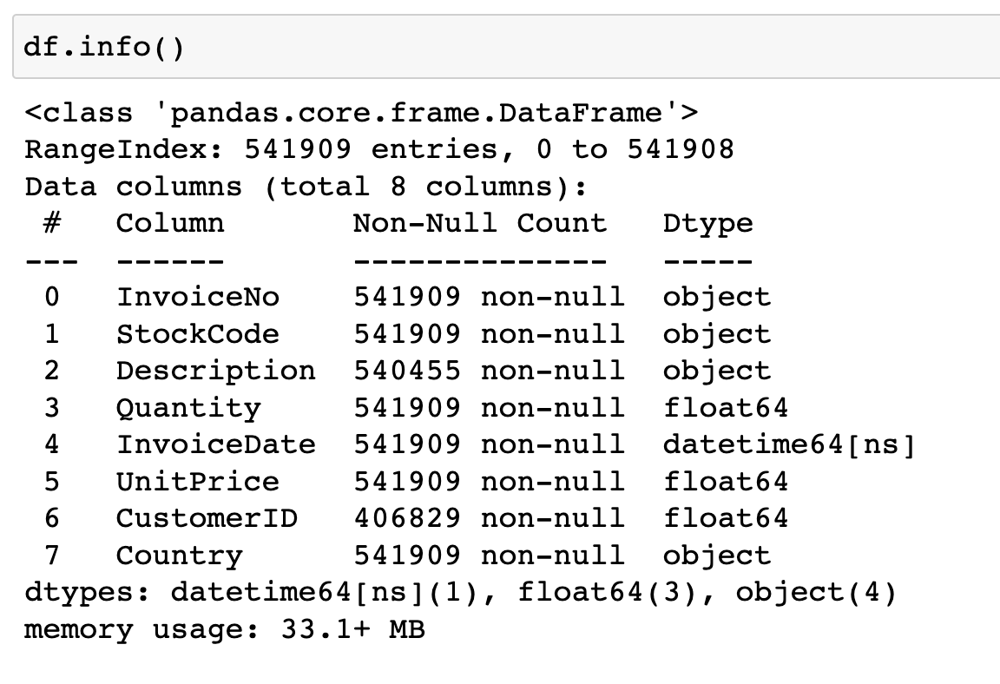 df.info()
<class 'pandas.core.frame.DataFrame'>
RangeIndex: 541909 entries, 0 to 541908
Data columns (total 8 columns):
 #   Column       Non-Null Count   Dtype
---  ------       --------------   -----
 0   InvoiceNo    541909 non-null  object
 1   StockCode    541909 non-null  object
 2   Description  540455 non-null  object
 3   Quantity     541909 non-null  float64
 4   InvoiceDate  541909 non-null  datetime64[ns]
 5   UnitPrice    541909 non-null  float64
 6   CustomerID   406829 non-null  float64
 7   Country      541909 non-null  object
dtypes: datetime64[ns](1), float64(3), object(4)
memory usage: 33.1+ MB